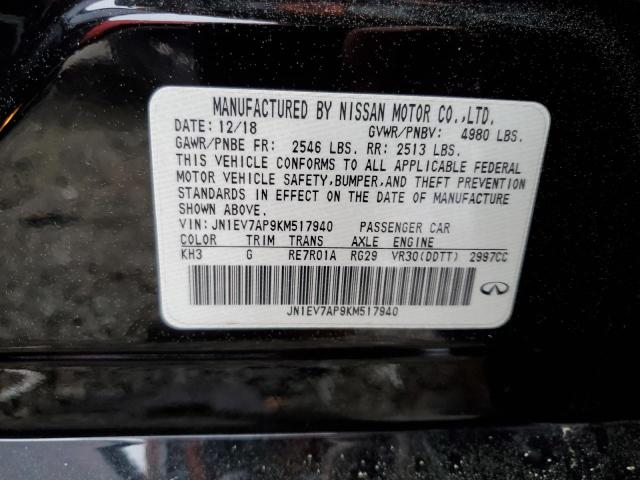 MANUFACTURED BY NISSAN MOTOR CO.,LTD.
DATE: 12/18 GVWR/PNBV: 4980 LBS.
GAWR/PNBE FR: 2546 LBS. RR: 2513 LBS.
THIS VEHICLE CONFORMS TO ALL APPLICABLE FEDERAL
MOTOR VEHICLE SAFETY, BUMPER, AND THEFT PREVENTION
STANDARDS IN EFFECT ON THE DATE OF MANUFACTURE
SHOWN ABOVE.
VIN: JN1EV7AP9KM517940 PASSENGER CAR
COLOR TRIM TRANS AXLE ENGINE
KH3 G RE7R01A RG29 VR30(DDTT) 2997CC
JN1EV7AP9KM517940